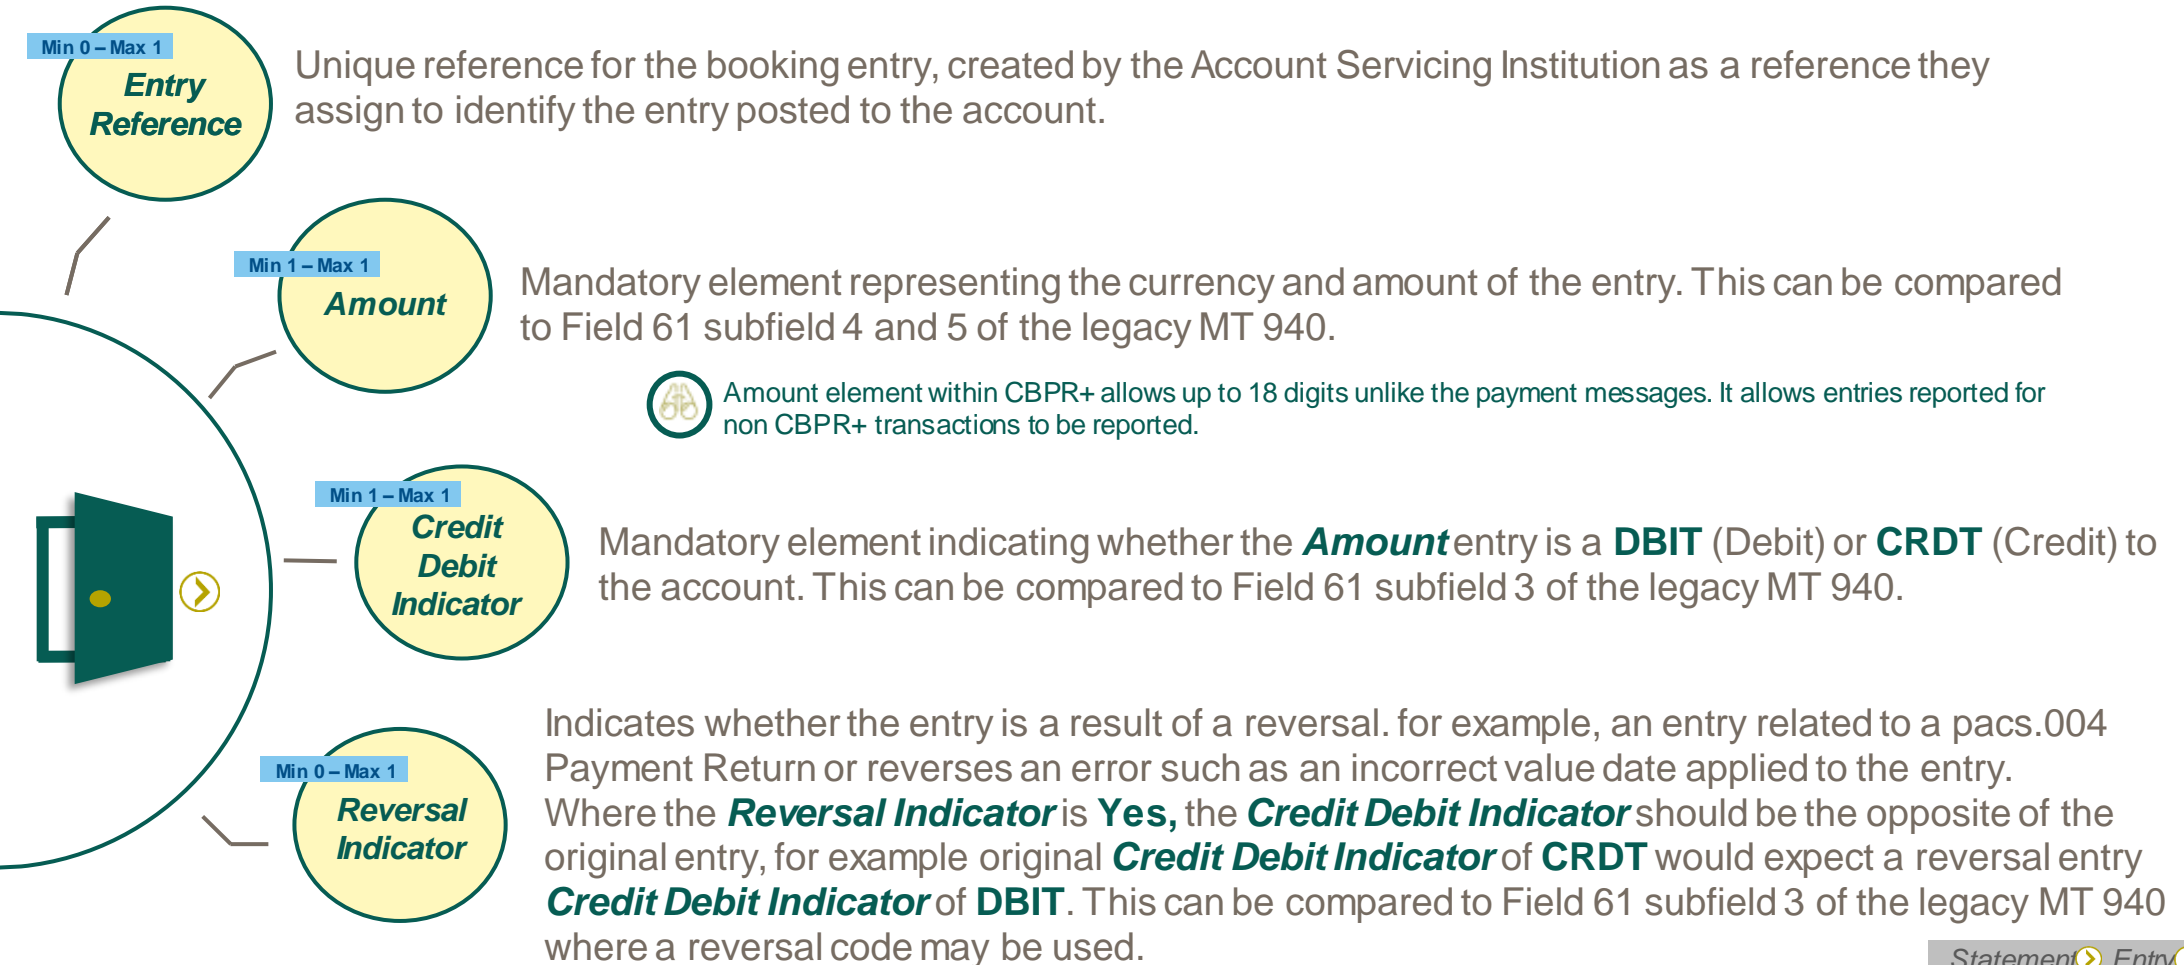 Min 0 – Max 1
Entry
Reference
Unique reference for the booking entry, created by the Account Servicing Institution as a reference they
assign to identify the entry posted to the account.
Min 1 – Max 1
Amount
Mandatory element representing the currency and amount of the entry. This can be compared
to Field 61 subfield 4 and 5 of the legacy MT 940.
Amount element within CBPR+ allows up to 18 digits unlike the payment messages. It allows entries reported for
non CBPR+ transactions to be reported.
Min 1 – Max 1
Credit
Debit
Indicator
Mandatory element indicating whether the Amount entry is a DBIT (Debit) or CRDT (Credit) to
the account. This can be compared to Field 61 subfield 3 of the legacy MT 940.
Min 0 – Max 1
Reversal
Indicator
Indicates whether the entry is a result of a reversal. for example, an entry related to a pacs.004
Payment Return or reverses an error such as an incorrect value date applied to the entry.
Where the Reversal Indicator is Yes, the Credit Debit Indicator should be the opposite of the
original entry, for example original Credit Debit Indicator of CRDT would expect a reversal entry
Credit Debit Indicator of DBIT. This can be compared to Field 61 subfield 3 of the legacy MT 940
where a reversal code may be used.
Statement Entry